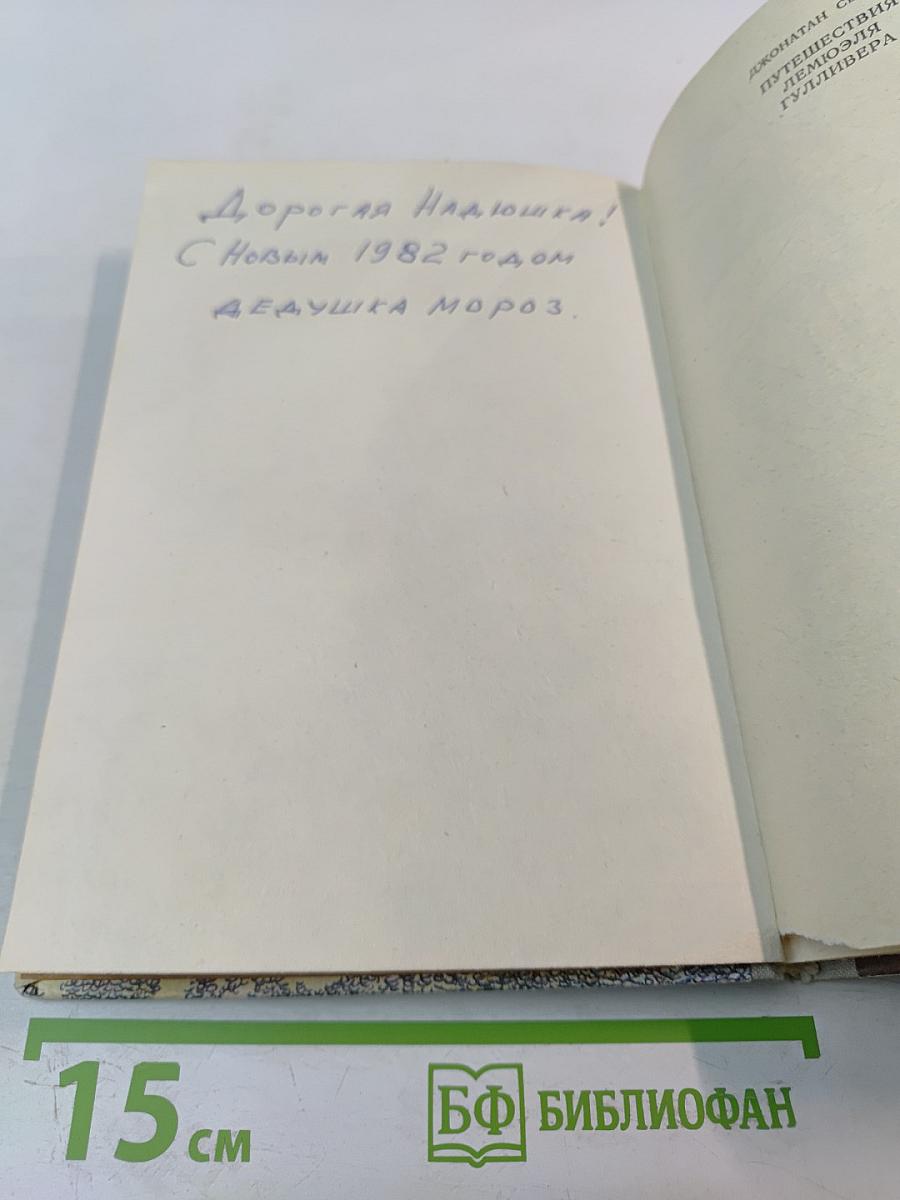 Дорогая Надюшка!
С Новым 1982 годом
Дедушка Мороз.
ДЖОНАТАН
ПУТЕШЕСТВИЯ
ЛЕМЮЭЛЯ
ГУЛЛИВЕРА
15 см
БФ БИБЛИОФАН